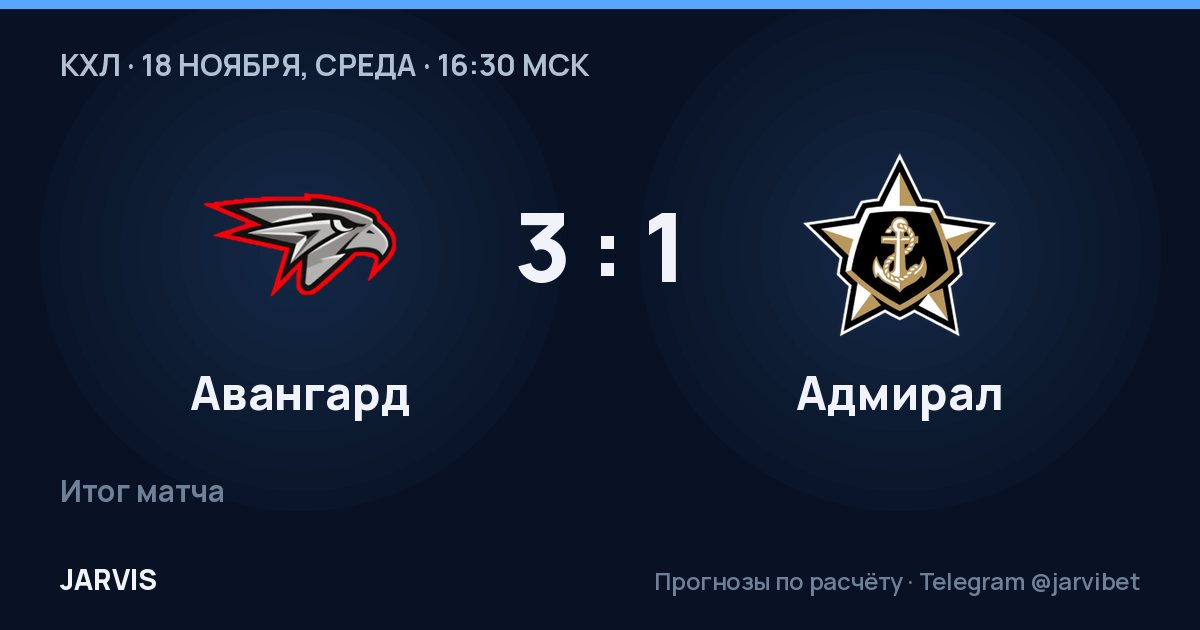 КХЛ · 18 НОЯБРЯ, СРЕДА · 16:30 МСК
3 : 1
Авангард
Адмирал
Итог матча
JARVIS
Прогнозы по расчёту · Telegram @jarvibet